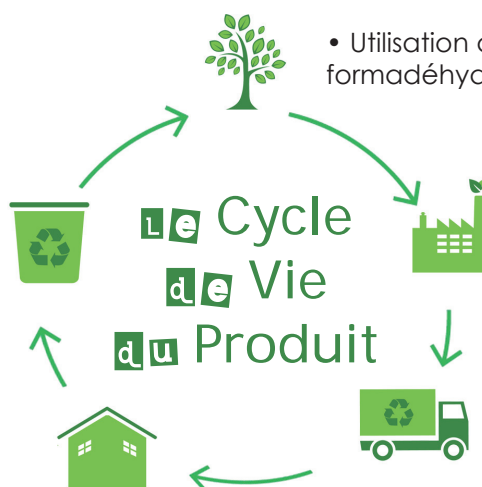 • Utilisation
Le Cycle
de Vie
du Produit